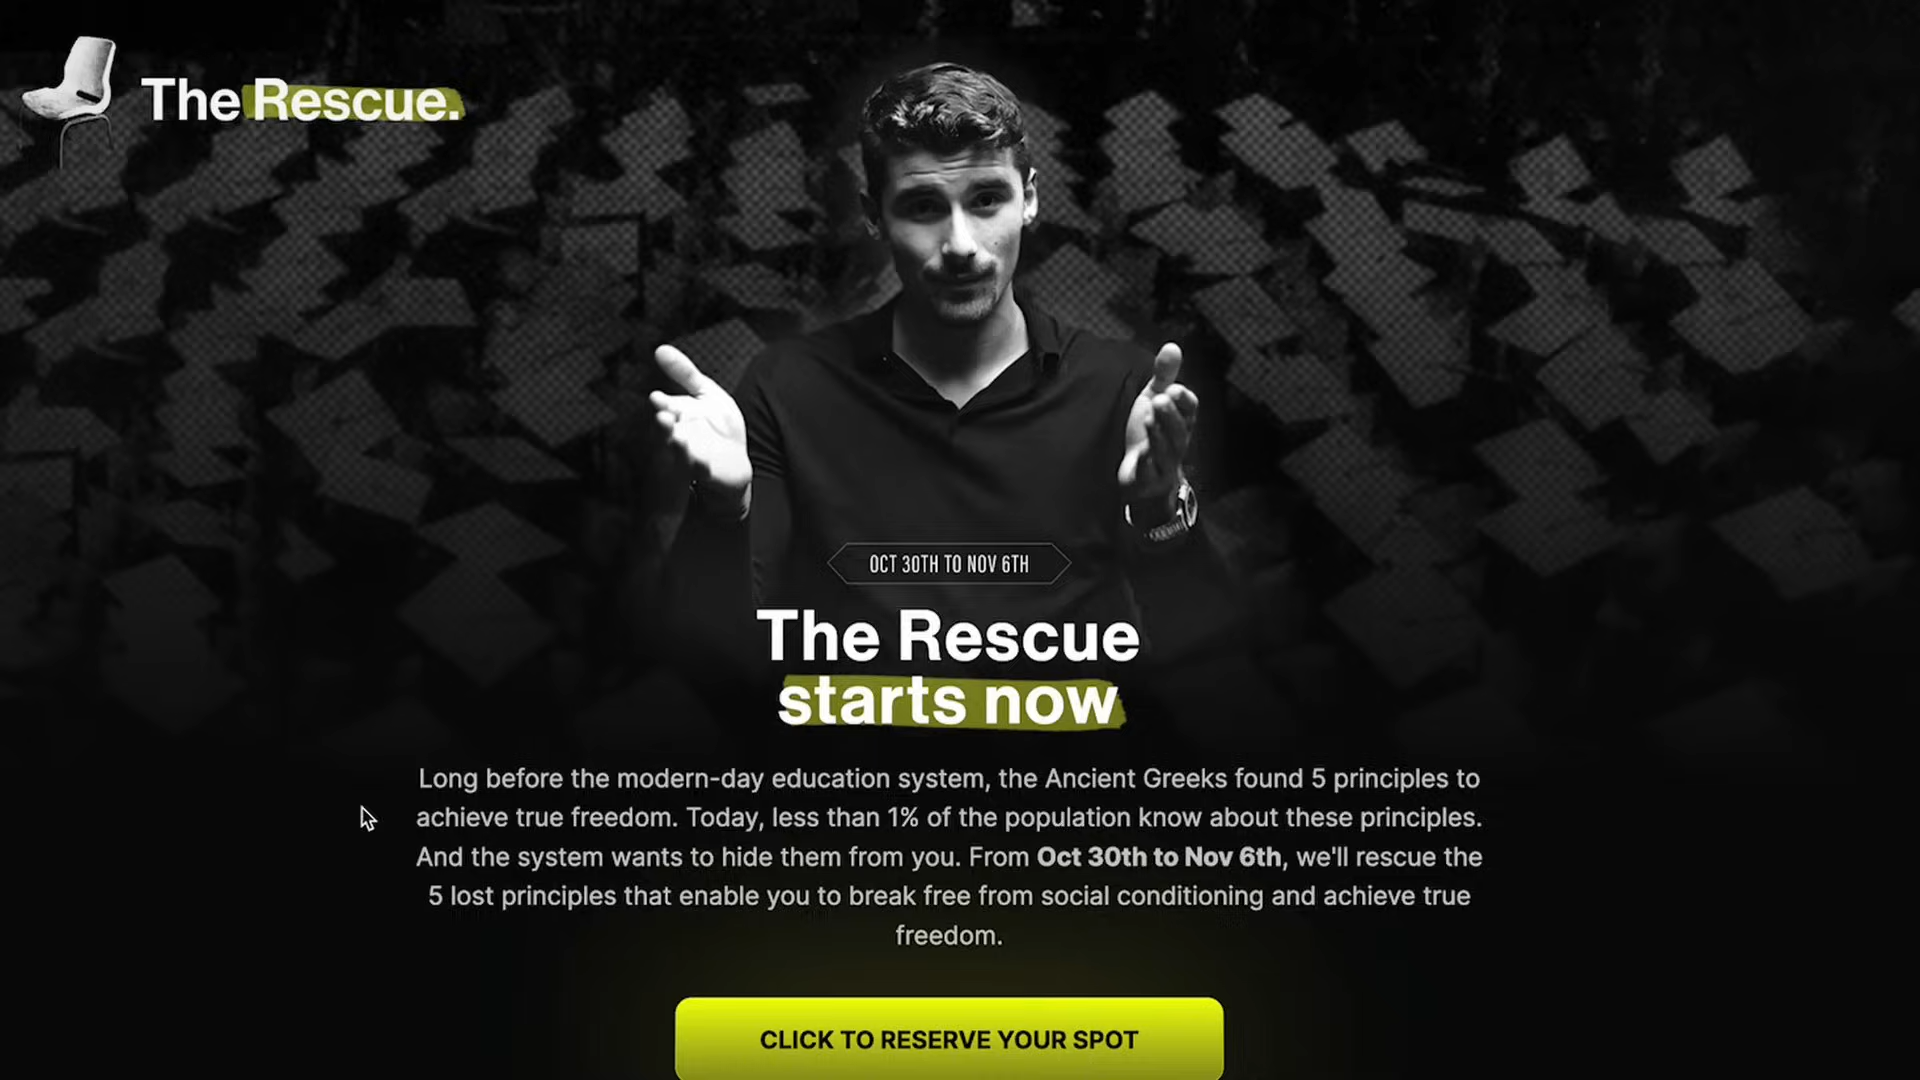 The Rescue.
OCT 30TH TO NOV 6TH
The Rescue
starts now
Long before the modern-day education system, the Ancient Greeks found 5 principles to
achieve true freedom. Today, less than 1% of the population know about these principles.
And the system wants to hide them from you. From Oct 30th to Nov 6th, we'll rescue the
5 lost principles that enable you to break free from social conditioning and achieve true
freedom.
CLICK TO RESERVE YOUR SPOT